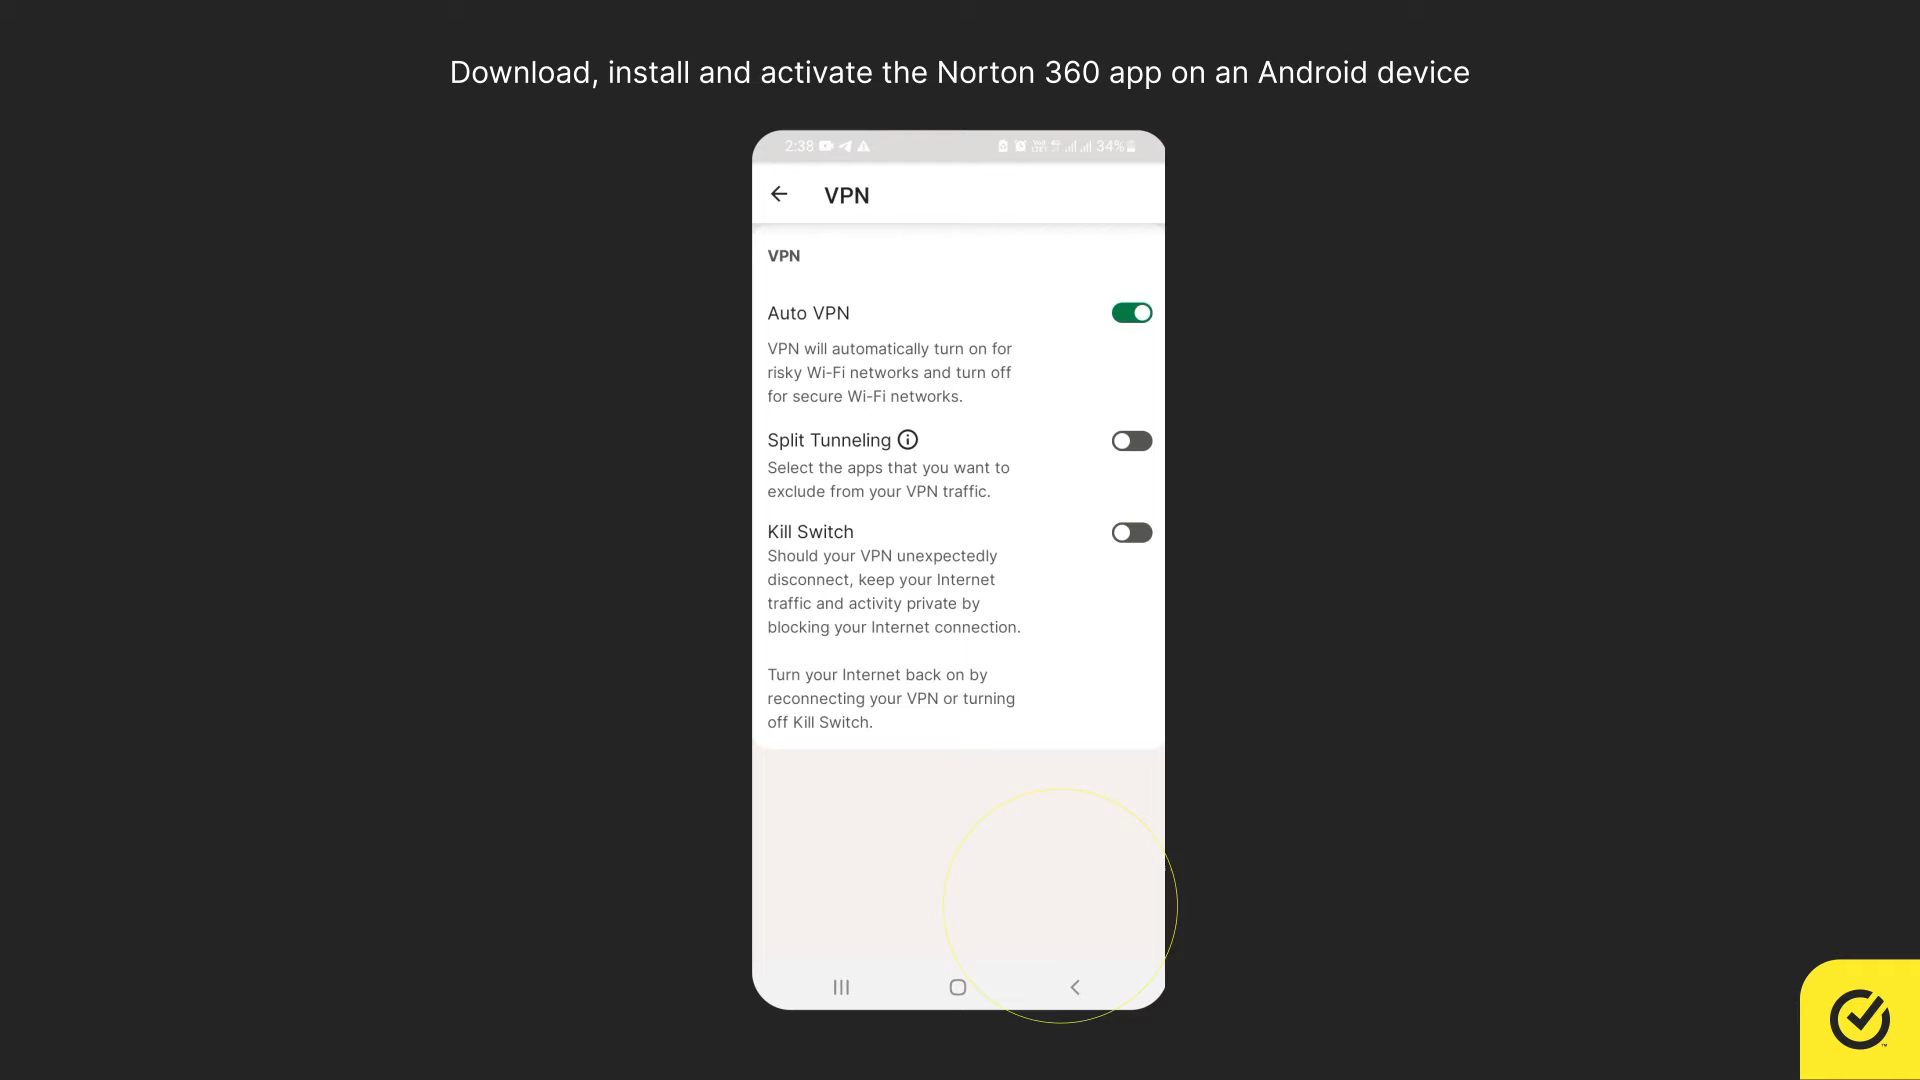 Download, install and activate the Norton 360 app on an Android device
2:38
34%
VPN
VPN
Auto VPN
VPN will automatically turn on for
risky Wi-Fi networks and turn off
for secure Wi-Fi networks.
Split Tunneling
Select the apps that you want to
exclude from your VPN traffic.
Kill Switch
Should your VPN unexpectedly
disconnect, keep your Internet
traffic and activity private by
blocking your Internet connection.
Turn your Internet back on by
reconnecting your VPN or turning
off Kill Switch.